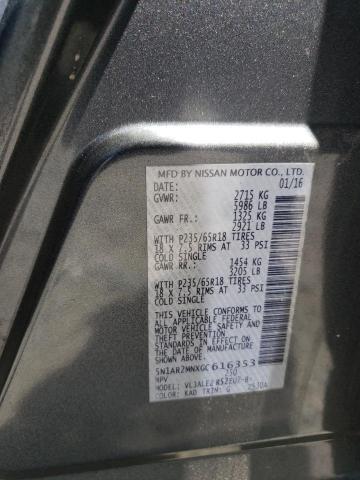 MFD BY NISSAN MOTOR CO., LTD.
DATE: 01/16
GVWR: 2715 KG
5986 LB
GAWR FR.: 1325 KG
2921 LB
WITH P235/65R18 TIRES
18 X 7.5 RIMS AT 33 PSI
COLD SINGLE
GAWR RR.: 1454 KG
3205 LB
WITH P235/65R18 TIRES
18 X 7.5 RIMS AT 33 PSI
COLD SINGLE
THIS VEHICLE CONFORMS TO ALL
APPLICABLE FEDERAL MOTOR
VEHICLE SAFETY AND
THEFT PREVENTION
STANDARDS IN EFFECT ON THE
DATE OF MANUFACTURE
5N1AR2MNXGC616353
MPV 250
MODEL:
COLOR: KAD TRIM: G